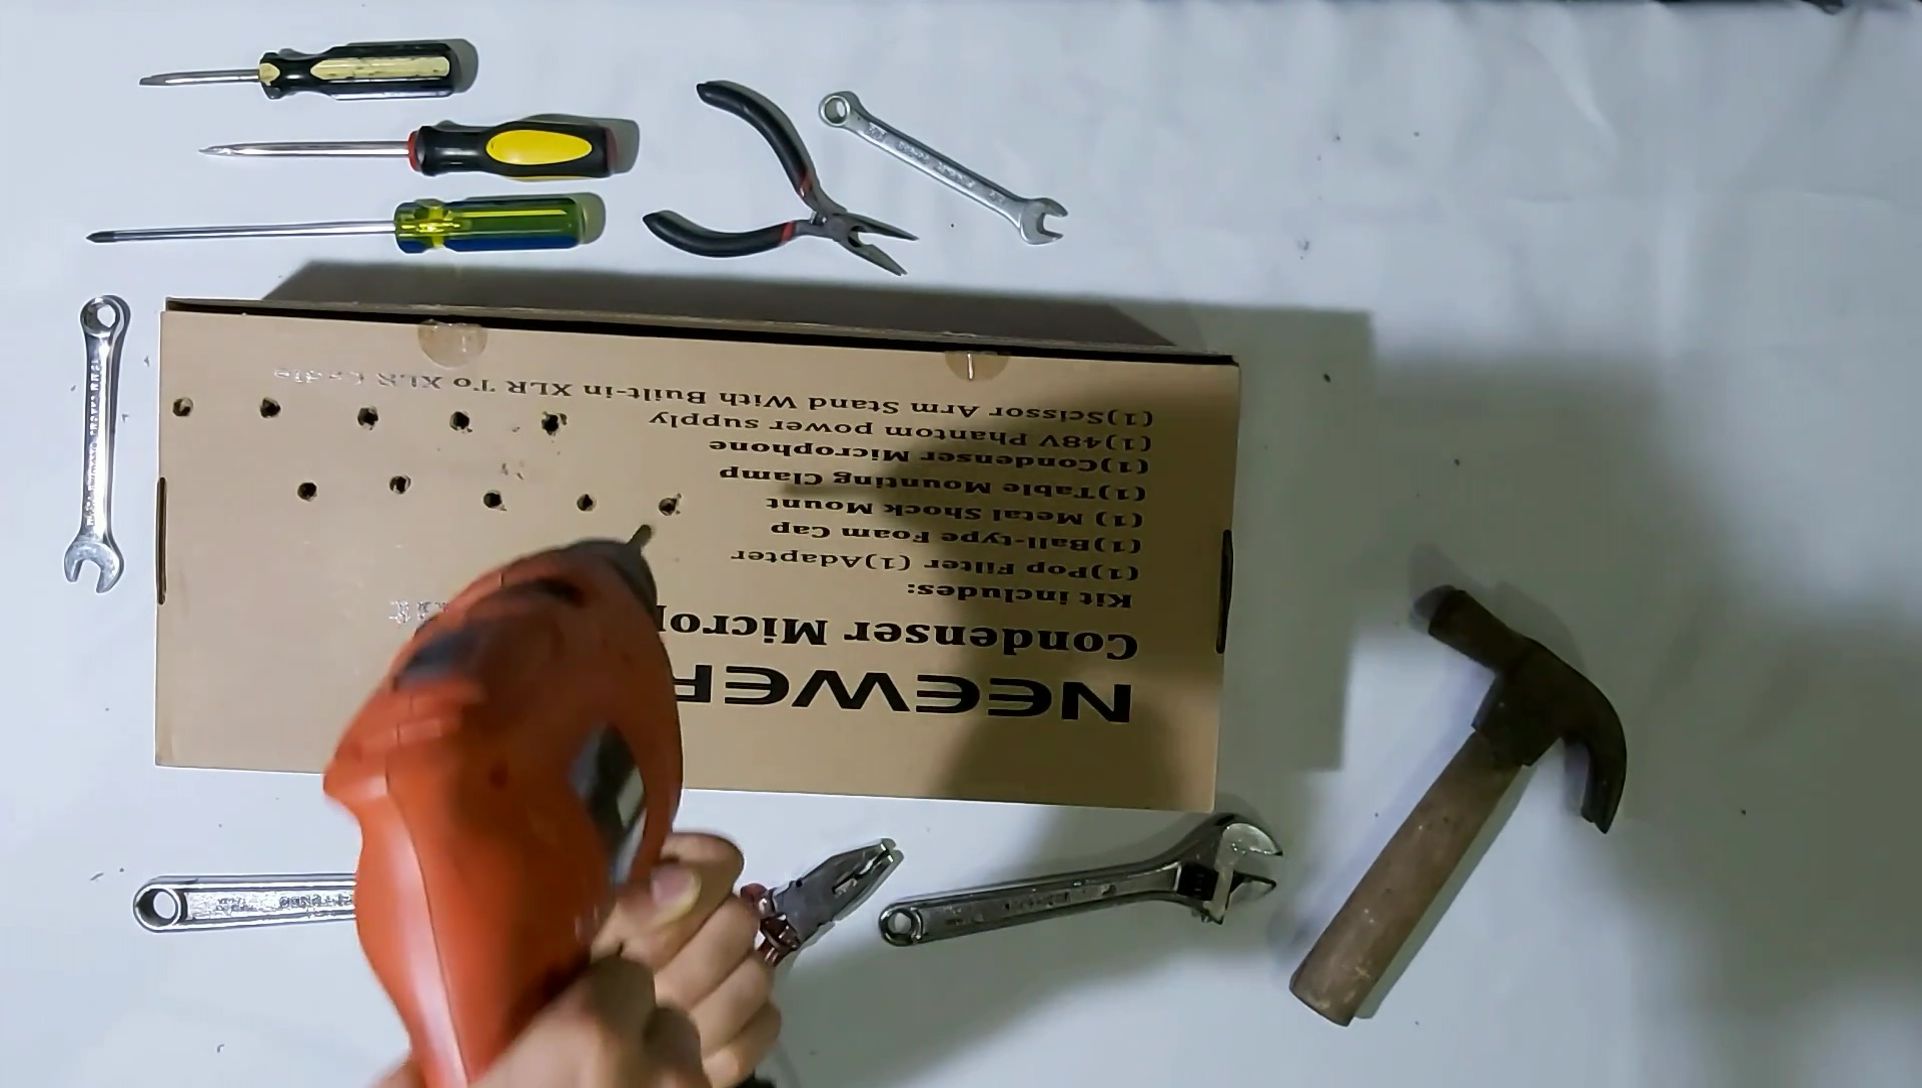 NEEWER
Condenser Microp
Kit includes:
(1)Pop Filter (1)Adapter
(1)Ball-type Foam Cap
(1) Metal Shock Mount
(1)Table Mounting Clamp
(1)Condenser Microphone
(1)48V Phantom power supply
(1)Scissor Arm Stand With Built-in XLR To XLR Cable